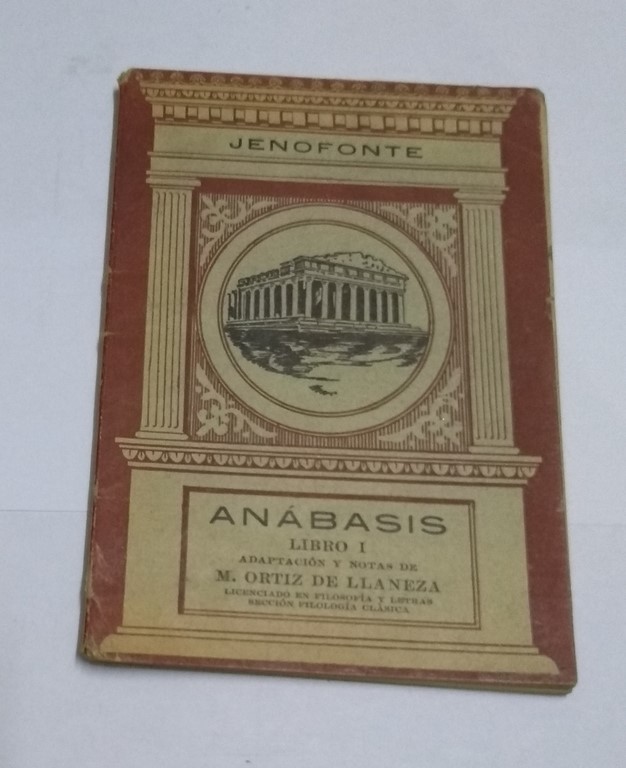 JENOFONTE
ANÁBASIS
LIBRO I
ADAPTACIÓN Y NOTAS DE
M. ORTIZ DE LLANEZA
LICENCIADO EN FILOSOFÍA Y LETRAS
SECCIÓN FILOLOGÍA CLÁSICA